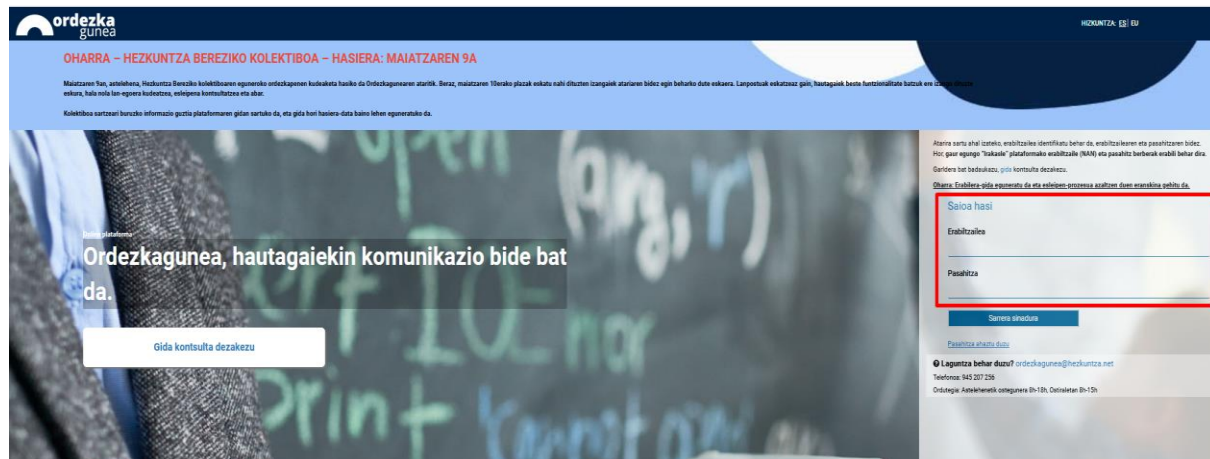 ordezka
gunea
HIZKUNTZA: ES| EU
OHARRA – HEZKUNTZA BEREZIKO KOLEKTIBOA – HASIERA: MAIATZAREN 9A
Maiatzaren 9an, astelehena, Hezkuntza Bereziko kolektiboaren eguneroko ordezkapenen kudeaketa hasiko da Ordezkagunearen ataritik. Beraz, maiatzaren 10erako plazak eskatu nahi dituzten izangaiek atariaren bidez egin beharko dute eskaera. Lanpostuak eskatzeaz gain, hautagaiek beste funtzionalitate batzuk ere
eskura, hala nola lan-egoera kudeatzea, esleipena kontsultatzea eta abar.
Kolektiboa sartzeari buruzko informazio guztia plataformaren gidan sartuko da, eta gida hori hasiera-data baino lehen eguneratuko da.
Atarira sartu ahal izateko, erabiltzailea identifikatu behar da, erabiltzailearen eta pasahitzaren bidez.
Hor, gaur egungo "Irakasle" plataformako erabiltzaile (NAN) eta pasahitz berberak erabili behar dira.
Galdera bat badaukazu, gida kontsulta dezakezu.
Oharra: Erabilera-gida eguneratu da eta esleipen-prozesua azaltzen duen eranskina gehitu da.
Saioa hasi
Erabiltzailea
Pasahitza
Sarrera sinadura
Pasahitza ahaztu duzu
Laguntza behar duzu? ordezkagunea@hezkuntza.net
Telefonoa: 945 207 256
Ordutegia: Astelehenetik ostegunera 8h-18h, Ostiraletan 8h-15h
plataforma
Ordezkagunea, hautagaiekin komunikazio bide bat
da.
Gida kontsulta dezakezu